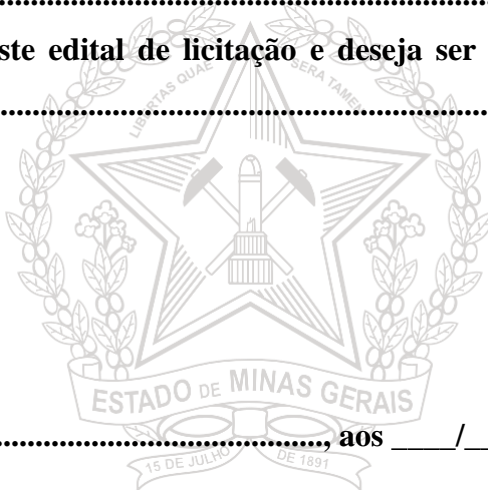 ................................................................
ste edital de licitação e deseja ser
................................................................
LIBERTAS QUAE SERA TAMEN
ESTADO DE MINAS GERAIS
........................................., aos ____/__
15 DE JULHO DE 1891